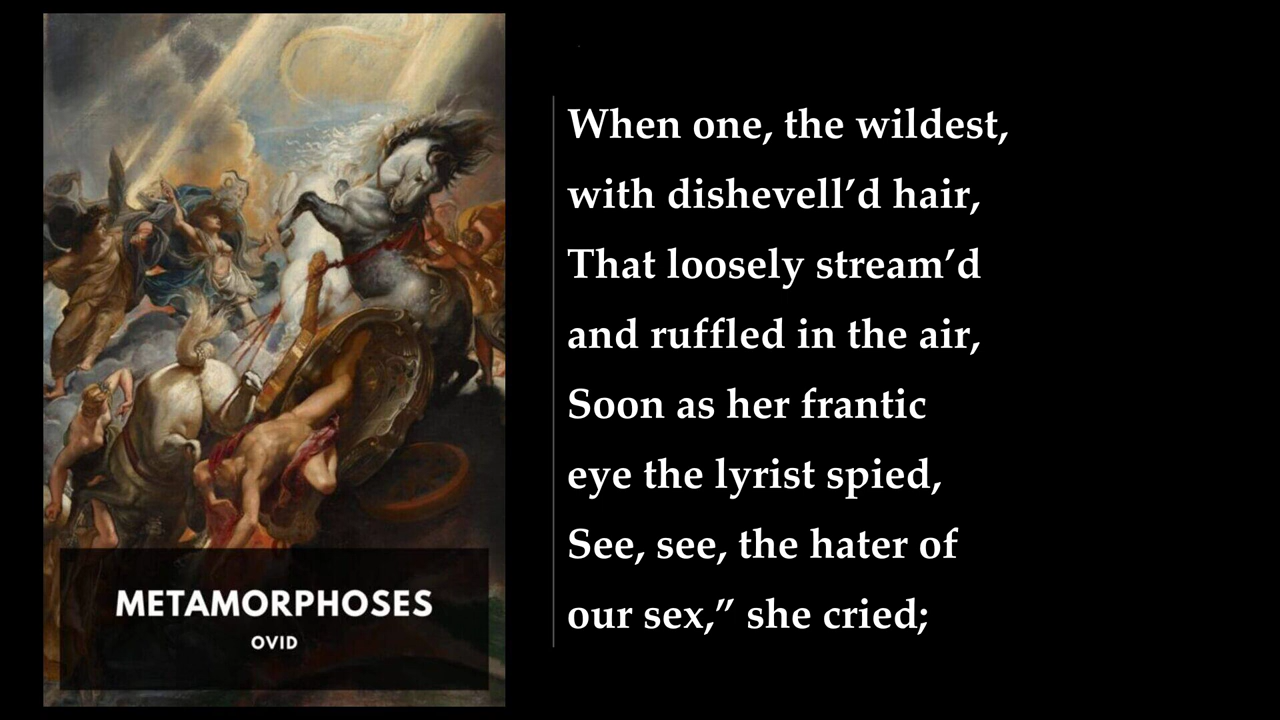 METAMORPHOSES
OVID
When one, the wildest,
with dishevell’d hair,
That loosely stream’d
and ruffled in the air,
Soon as her frantic
eye the lyrist spied,
See, see, the hater of
our sex,” she cried;